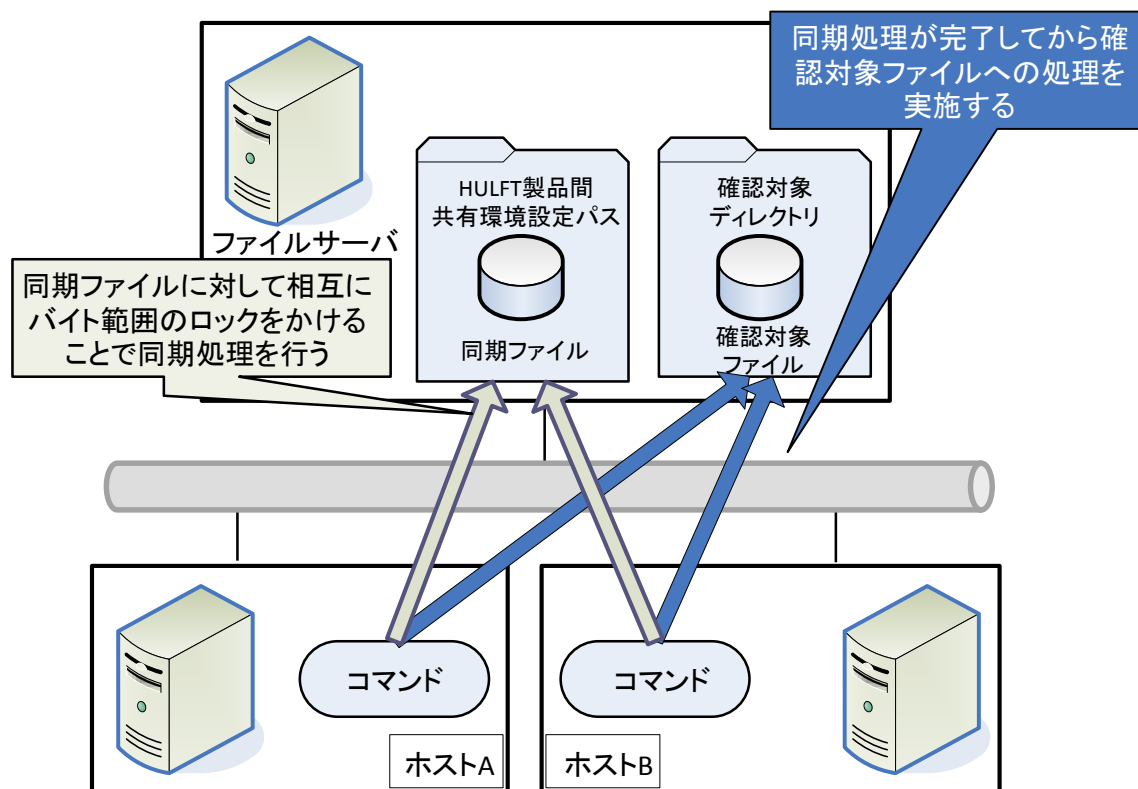 同期処理が完了してから確
認対象ファイルへの処理を
実施する
HULFT製品間
共有環境設定パス
確認対象
ディレクトリ
ファイルサーバ
同期ファイルに対して相互に
バイト範囲のロックをかける
ことで同期処理を行う
同期ファイル
確認対象
ファイル
コマンド
コマンド
ホストA
ホストB